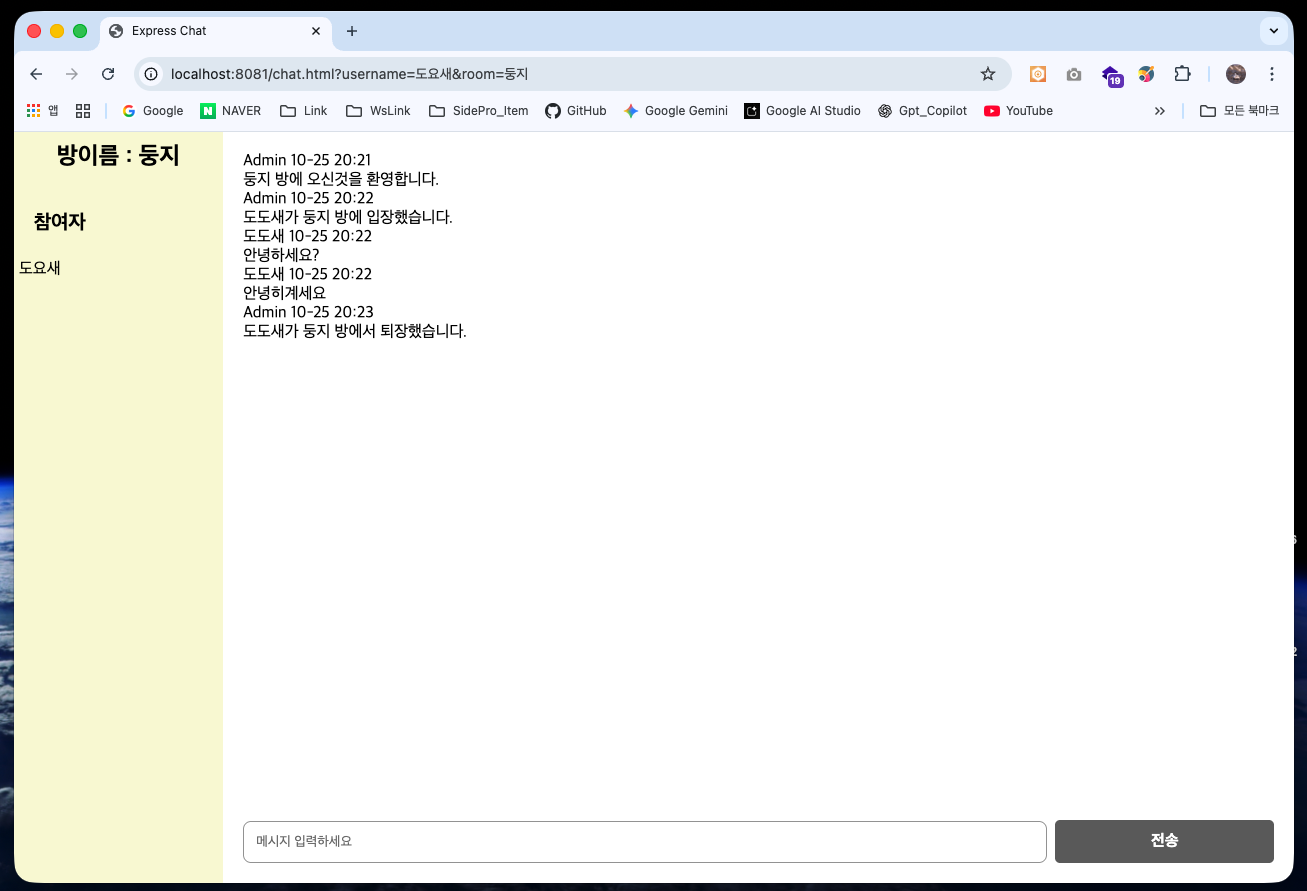 Express Chat
localhost:8081/chat.html?username=도요새&room=둥지
19
앱 Google NAVER Link WsLink SidePro_Item GitHub Google Gemini Google AI Studio Gpt_Copilot YouTube 모든 북마크
방이름 : 둥지
참여자
도요새
Admin 10-25 20:21
둥지 방에 오신것을 환영합니다.
Admin 10-25 20:22
도도새가 둥지 방에 입장했습니다.
도도새 10-25 20:22
안녕하세요?
도도새 10-25 20:22
안녕히계세요
Admin 10-25 20:23
도도새가 둥지 방에서 퇴장했습니다.
메시지 입력하세요
전송